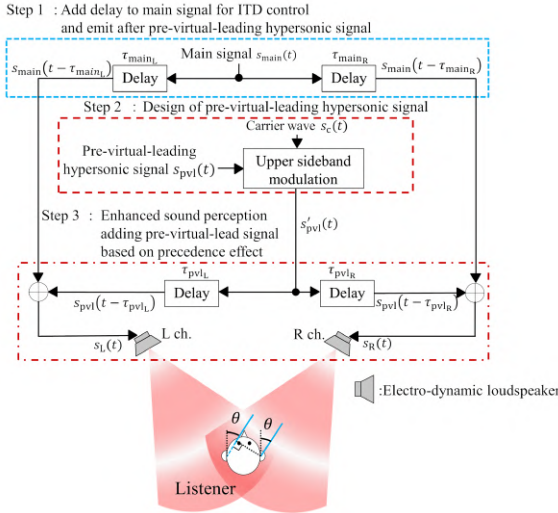 Step 1 : Add delay to main signal for ITD control
and emit after pre-virtual-leading hypersonic signal
τmainL Main signal smain(t) τmainR
smain(t − τmainL) Delay Delay smain(t − τmainR)
Step 2 : Design of pre-virtual-leading hypersonic signal
Carrier wave sc(t)
Pre-virtual-leading
hypersonic signal spvl(t)
Upper sideband
modulation
Step 3 : Enhanced sound perception
adding pre-virtual-lead signal
based on precedence effect
s′pvl(t)
τpvlL τpvlR
Delay Delay
spvl(t − τpvlL) spvl(t − τpvlR)
sL(t) L ch. R ch. sR(t)
:Electro-dynamic loudspeaker
θ θ
Listener